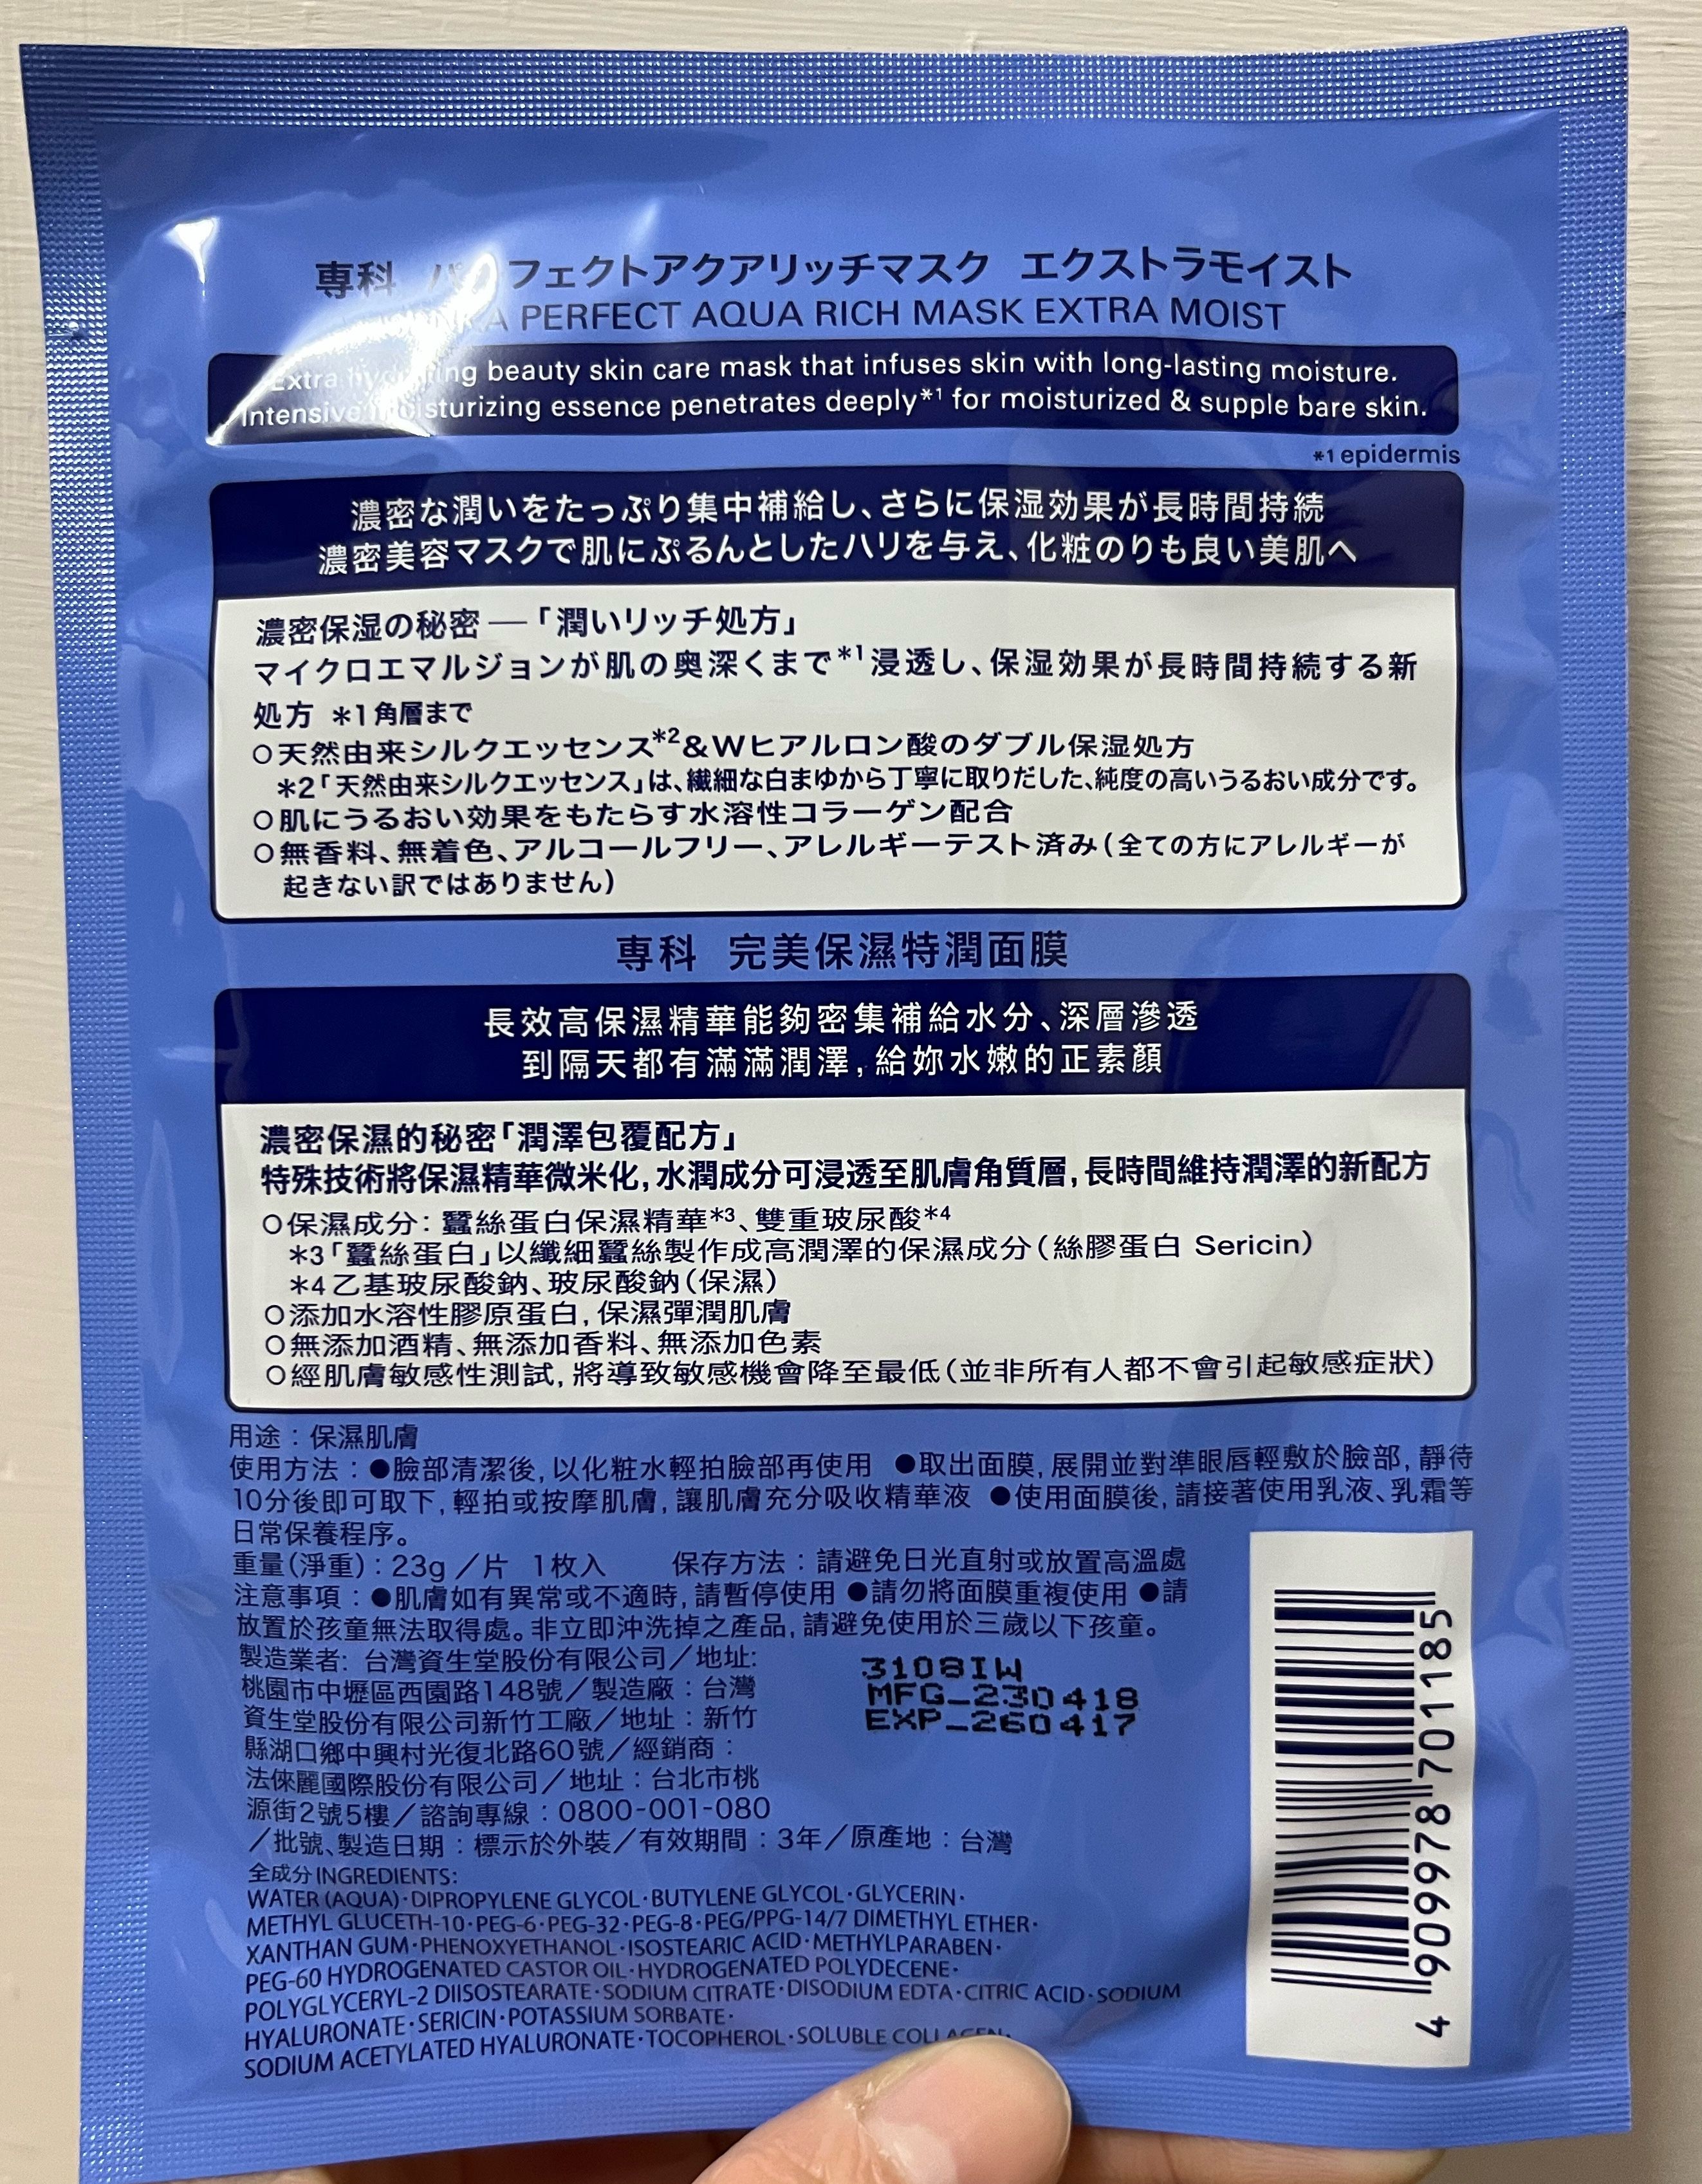 専科 パーフェクトアクアリッチマスク エクストラモイスト
PERFECT AQUA RICH MASK EXTRA MOIST
Extra hydrating beauty skin care mask that infuses skin with long-lasting moisture.
Intensive moisturizing essence penetrates deeply*1 for moisturized & supple bare skin.
*1 epidermis
濃密な潤いをたっぷり集中補給し、さらに保湿効果が長時間持続
濃密美容マスクで肌にぷるんとしたハリを与え、化粧のりも良い美肌へ
濃密保湿の秘密―「潤いリッチ処方」
マイクロエマルジョンが肌の奥深くまで*1浸透し、保湿効果が長時間持続する新
処方 *1角層まで
○天然由来シルクエッセンス*2&Wヒアルロン酸のダブル保湿処方
*2「天然由来シルクエッセンス」は、繊細な白まゆから丁寧に取りだした、純度の高いうるおい成分です。
○肌にうるおい効果をもたらす水溶性コラーゲン配合
○無香料、無着色、アルコールフリー、アレルギーテスト済み(全ての方にアレルギーが
起きない訳ではありません)
専科 完美保濕特潤面膜
長效高保濕精華能夠密集補給水分、深層滲透
到隔天都有滿滿潤澤,給妳水嫩的正素顏
濃密保濕的秘密「潤澤包覆配方」
特殊技術將保濕精華微米化,水潤成分可浸透至肌膚角質層,長時間維持潤澤的新配方
○保濕成分:蠶絲蛋白保濕精華*3、雙重玻尿酸*4
*3「蠶絲蛋白」以纖細蠶絲製作成高潤澤的保濕成分(絲膠蛋白 Sericin)
*4乙基玻尿酸鈉、玻尿酸鈉(保濕)
○添加水溶性膠原蛋白,保濕彈潤肌膚
○無添加酒精、無添加香料、無添加色素
○經肌膚敏感性測試,將導致敏感機會降至最低(並非所有人都不會引起敏感症狀)
用途:保濕肌膚
使用方法:●臉部清潔後,以化粧水輕拍臉部再使用 ●取出面膜,展開並對準眼唇輕敷於臉部,靜待
10分後即可取下,輕拍或按摩肌膚,讓肌膚充分吸收精華液 ●使用面膜後,請接著使用乳液、乳霜等
日常保養程序。
重量(淨重):23g/片 1枚入 保存方法:請避免日光直射或放置高溫處
注意事項:●肌膚如有異常或不適時,請暫停使用 ●請勿將面膜重複使用 ●請
放置於孩童無法取得處。非立即沖洗掉之產品,請避免使用於三歲以下孩童。
製造業者:台灣資生堂股份有限公司/地址:
桃園市中壢區西園路148號/製造廠:台灣
資生堂股份有限公司新竹工廠/地址:新竹
縣湖口鄉中興村光復北路60號/經銷商:
法倈麗國際股份有限公司/地址:台北市桃
源街2號5樓/諮詢專線:0800-001-080
/批號、製造日期:標示於外裝/有效期間:3年/原產地:台灣
3108IW
MFG_230418
EXP_260417
全成分INGREDIENTS:
WATER (AQUA)·DIPROPYLENE GLYCOL·BUTYLENE GLYCOL·GLYCERIN·
METHYL GLUCETH-10·PEG-6·PEG-32·PEG-8·PEG/PPG-14/7 DIMETHYL ETHER·
XANTHAN GUM·PHENOXYETHANOL·ISOSTEARIC ACID·METHYLPARABEN·
PEG-60 HYDROGENATED CASTOR OIL·HYDROGENATED POLYDECENE·
POLYGLYCERYL-2 DIISOSTEARATE·SODIUM CITRATE·DISODIUM EDTA·CITRIC ACID·SODIUM
HYALURONATE·SERICIN·POTASSIUM SORBATE·
SODIUM ACETYLATED HYALURONATE·TOCOPHEROL·SOLUBLE COLLAGEN·
4 909978 701185